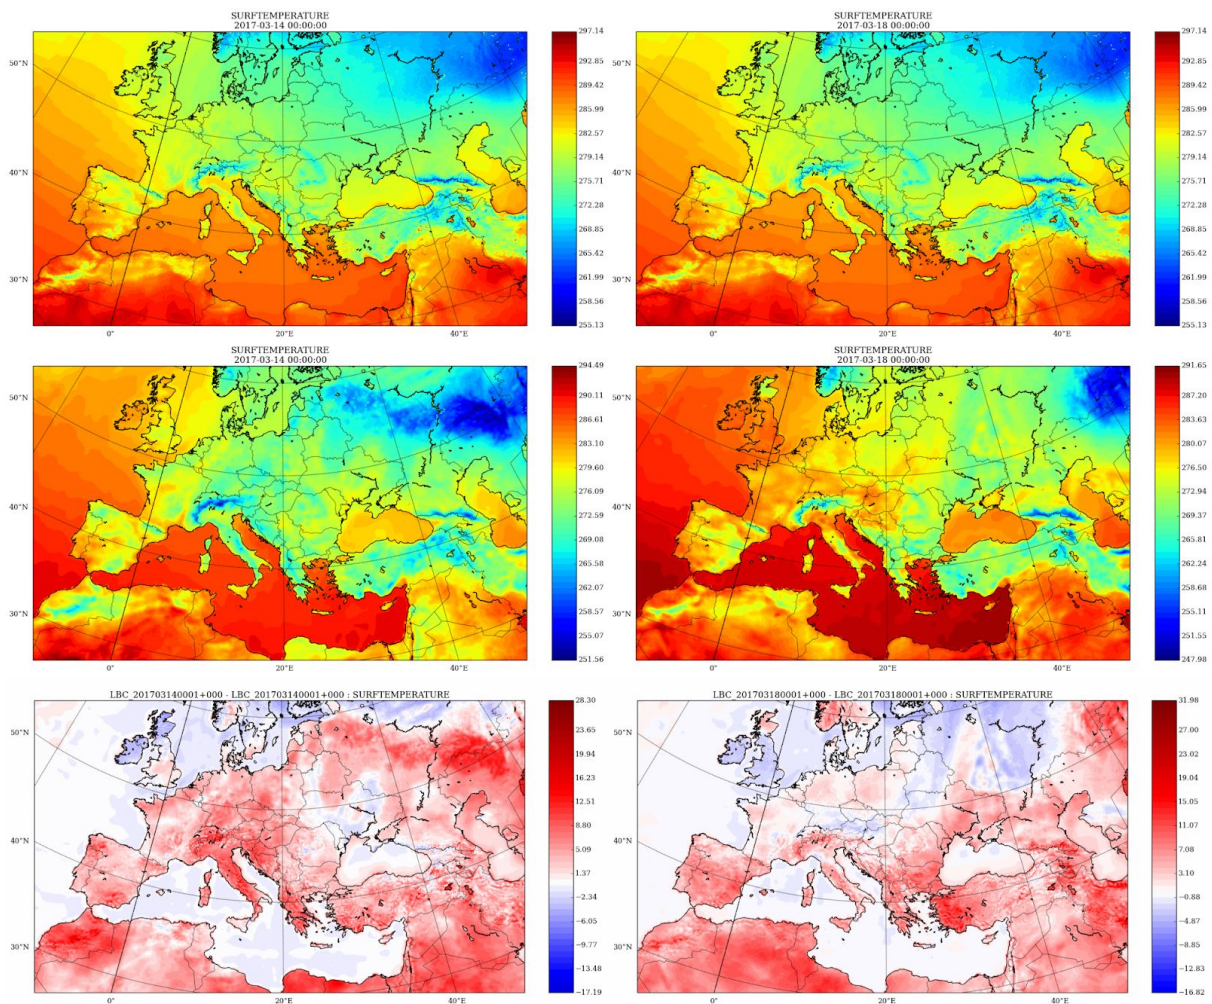 SURFTEMPERATURE
2017-03-14 00:00:00
50°N
40°N
30°N
0°
20°E
40°E
297.14
292.85
289.42
285.99
282.57
279.14
275.71
272.28
268.85
265.42
261.99
258.56
255.13
SURFTEMPERATURE
2017-03-18 00:00:00
50°N
40°N
30°N
0°
20°E
40°E
297.14
292.85
289.42
285.99
282.57
279.14
275.71
272.28
268.85
265.42
261.99
258.56
255.13
SURFTEMPERATURE
2017-03-14 00:00:00
50°N
40°N
30°N
0°
20°E
40°E
294.49
290.11
286.61
283.10
279.60
276.09
272.59
269.08
265.58
262.07
258.57
255.07
251.56
SURFTEMPERATURE
2017-03-18 00:00:00
50°N
40°N
30°N
0°
20°E
40°E
291.65
287.20
283.63
280.07
276.50
272.94
269.37
265.81
262.24
258.68
255.11
251.55
247.98
LBC_201703140001+000 - LBC_201703140001+000 : SURFTEMPERATURE
50°N
40°N
30°N
0°
20°E
40°E
28.30
23.65
19.94
16.23
12.51
8.80
5.09
1.37
−2.34
−6.05
−9.77
−13.48
−17.19
LBC_201703180001+000 - LBC_201703180001+000 : SURFTEMPERATURE
50°N
40°N
30°N
0°
20°E
40°E
31.98
27.00
23.02
19.04
15.05
11.07
7.08
3.10
−0.88
−4.87
−8.85
−12.83
−16.82